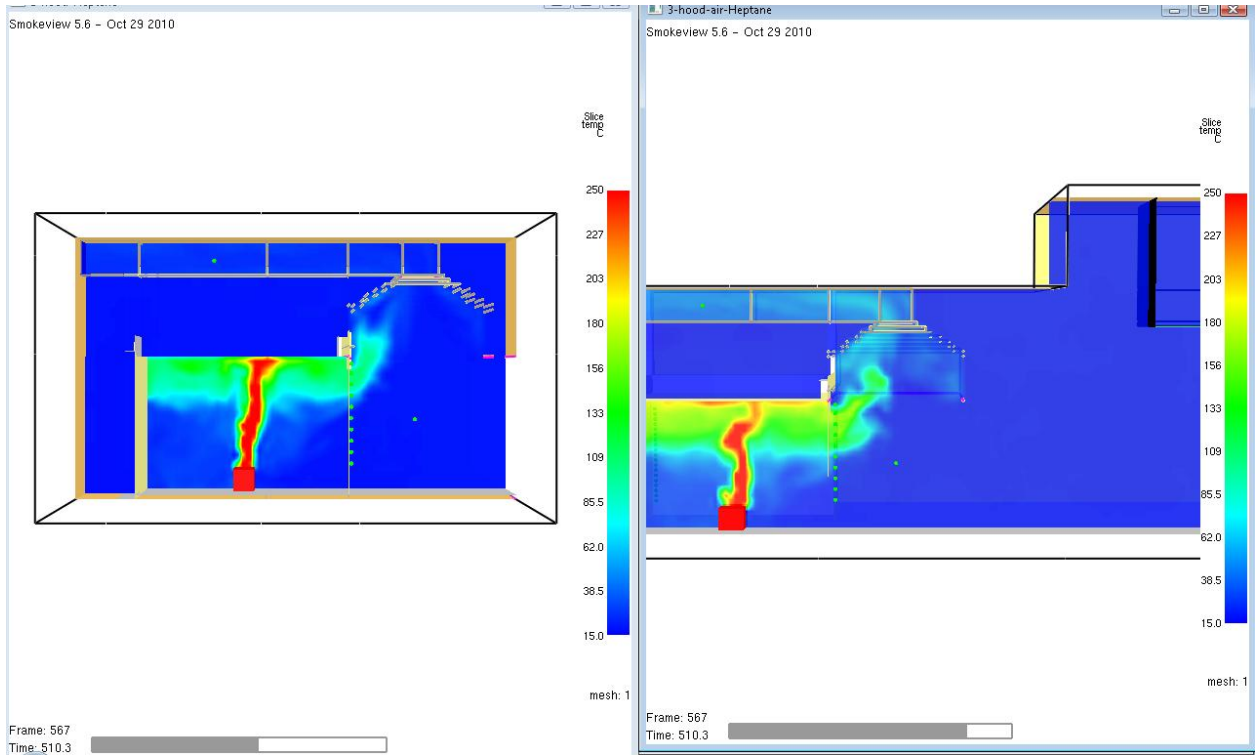 3-hood-Heptane
Smokeview 5.6 - Oct 29 2010
Slice
temp
C
250
227
203
180
156
133
109
85.5
62.0
38.5
15.0
mesh: 1
Frame: 567
Time: 510.3
3-hood-air-Heptane
Smokeview 5.6 - Oct 29 2010
Slice
temp
C
250
227
203
180
156
133
109
85.5
62.0
38.5
15.0
mesh: 1
Frame: 567
Time: 510.3